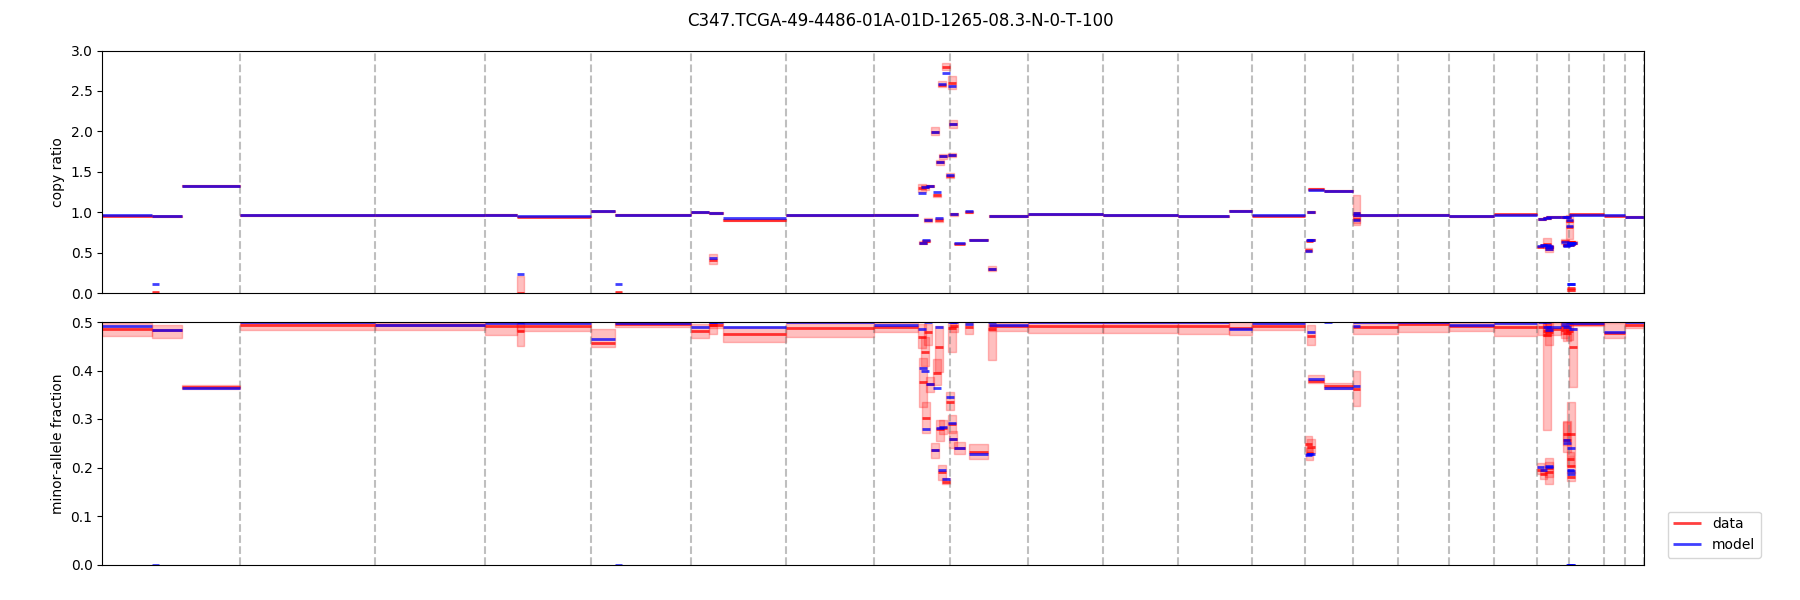 C347.TCGA-49-4486-01A-01D-1265-08.3-N-0-T-100
3.0
2.5
2.0
1.5
1.0
0.5
0.0
copy ratio
0.5
0.4
0.3
0.2
0.1
0.0
minor-allele fraction
data
model